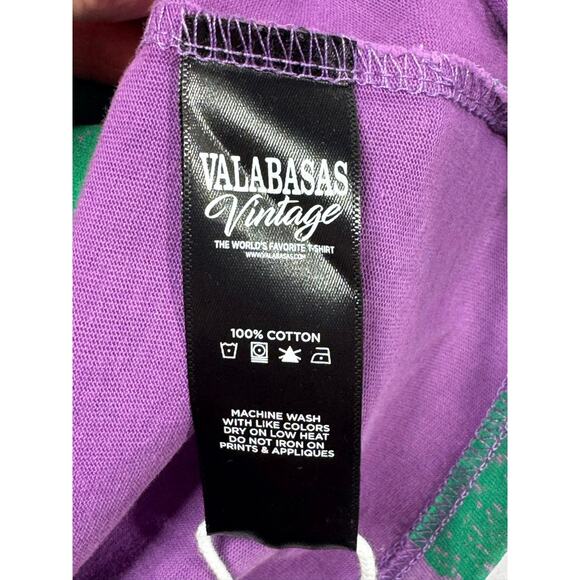 VALABASAS
Vintage
THE WORLD'S FAVORITE T-SHIRT
WWW.VALABASAS.COM
100% COTTON
MACHINE WASH
WITH LIKE COLORS
DRY ON LOW HEAT
DO NOT IRON ON
PRINTS & APPLIQUES